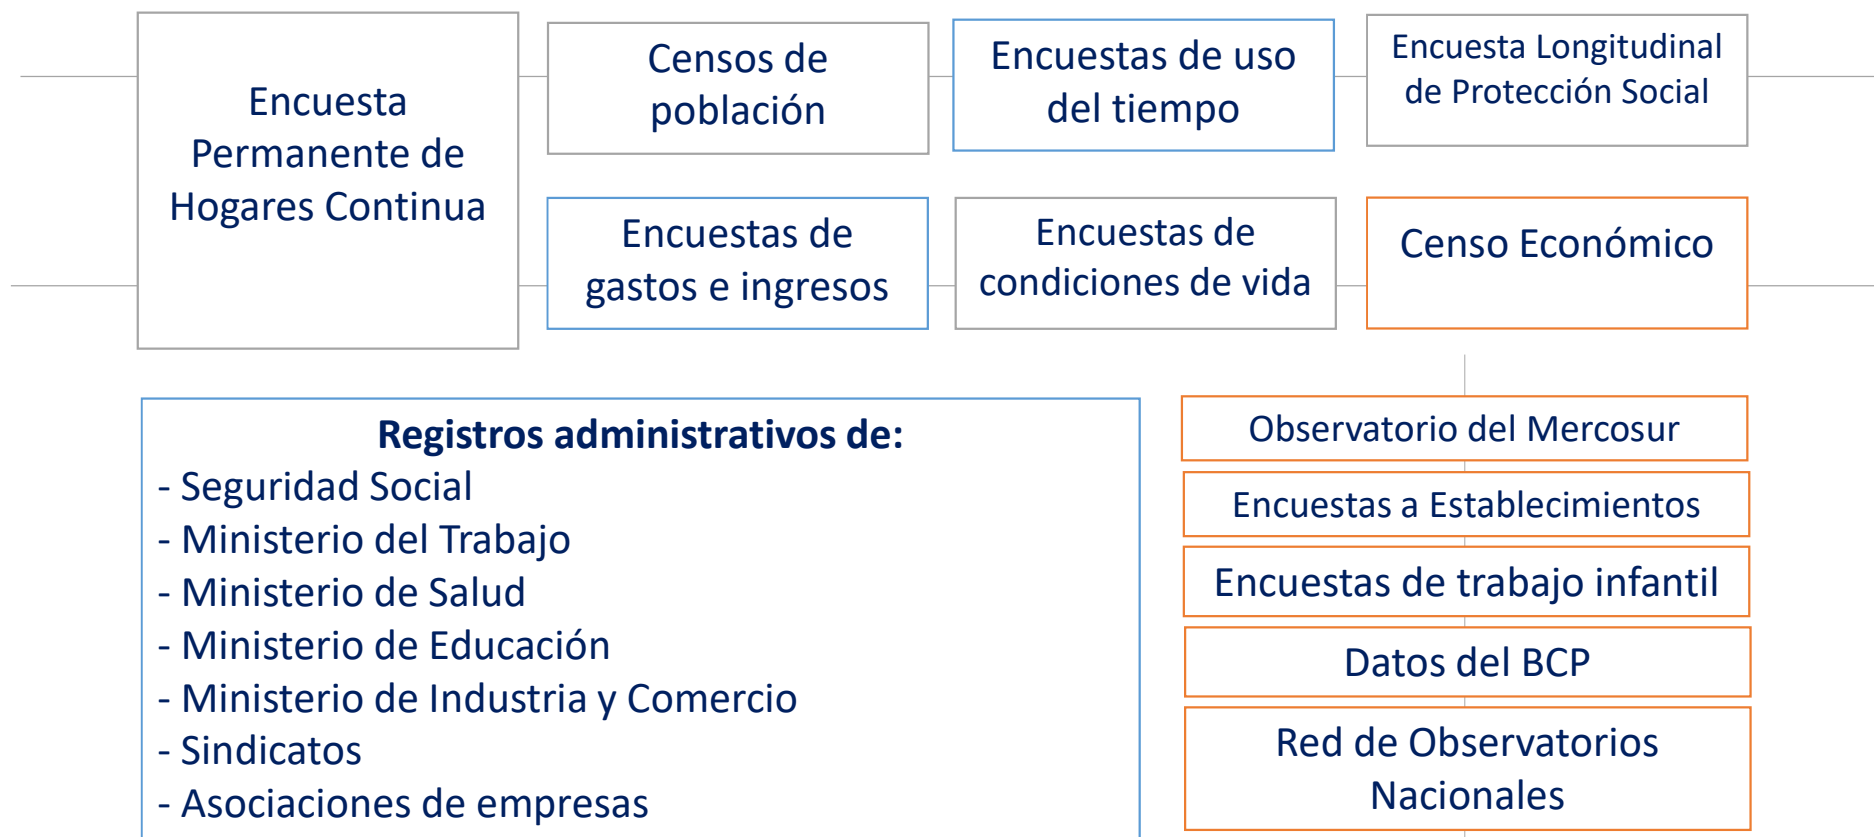 Encuesta
Permanente de
Hogares Continua
Censos de
población
Encuestas de uso
del tiempo
Encuesta Longitudinal
de Protección Social
Encuestas de
gastos e ingresos
Encuestas de
condiciones de vida
Censo Económico
Registros administrativos de:
- Seguridad Social
- Ministerio del Trabajo
- Ministerio de Salud
- Ministerio de Educación
- Ministerio de Industria y Comercio
- Sindicatos
- Asociaciones de empresas
Observatorio del Mercosur
Encuestas a Establecimientos
Encuestas de trabajo infantil
Datos del BCP
Red de Observatorios
Nacionales